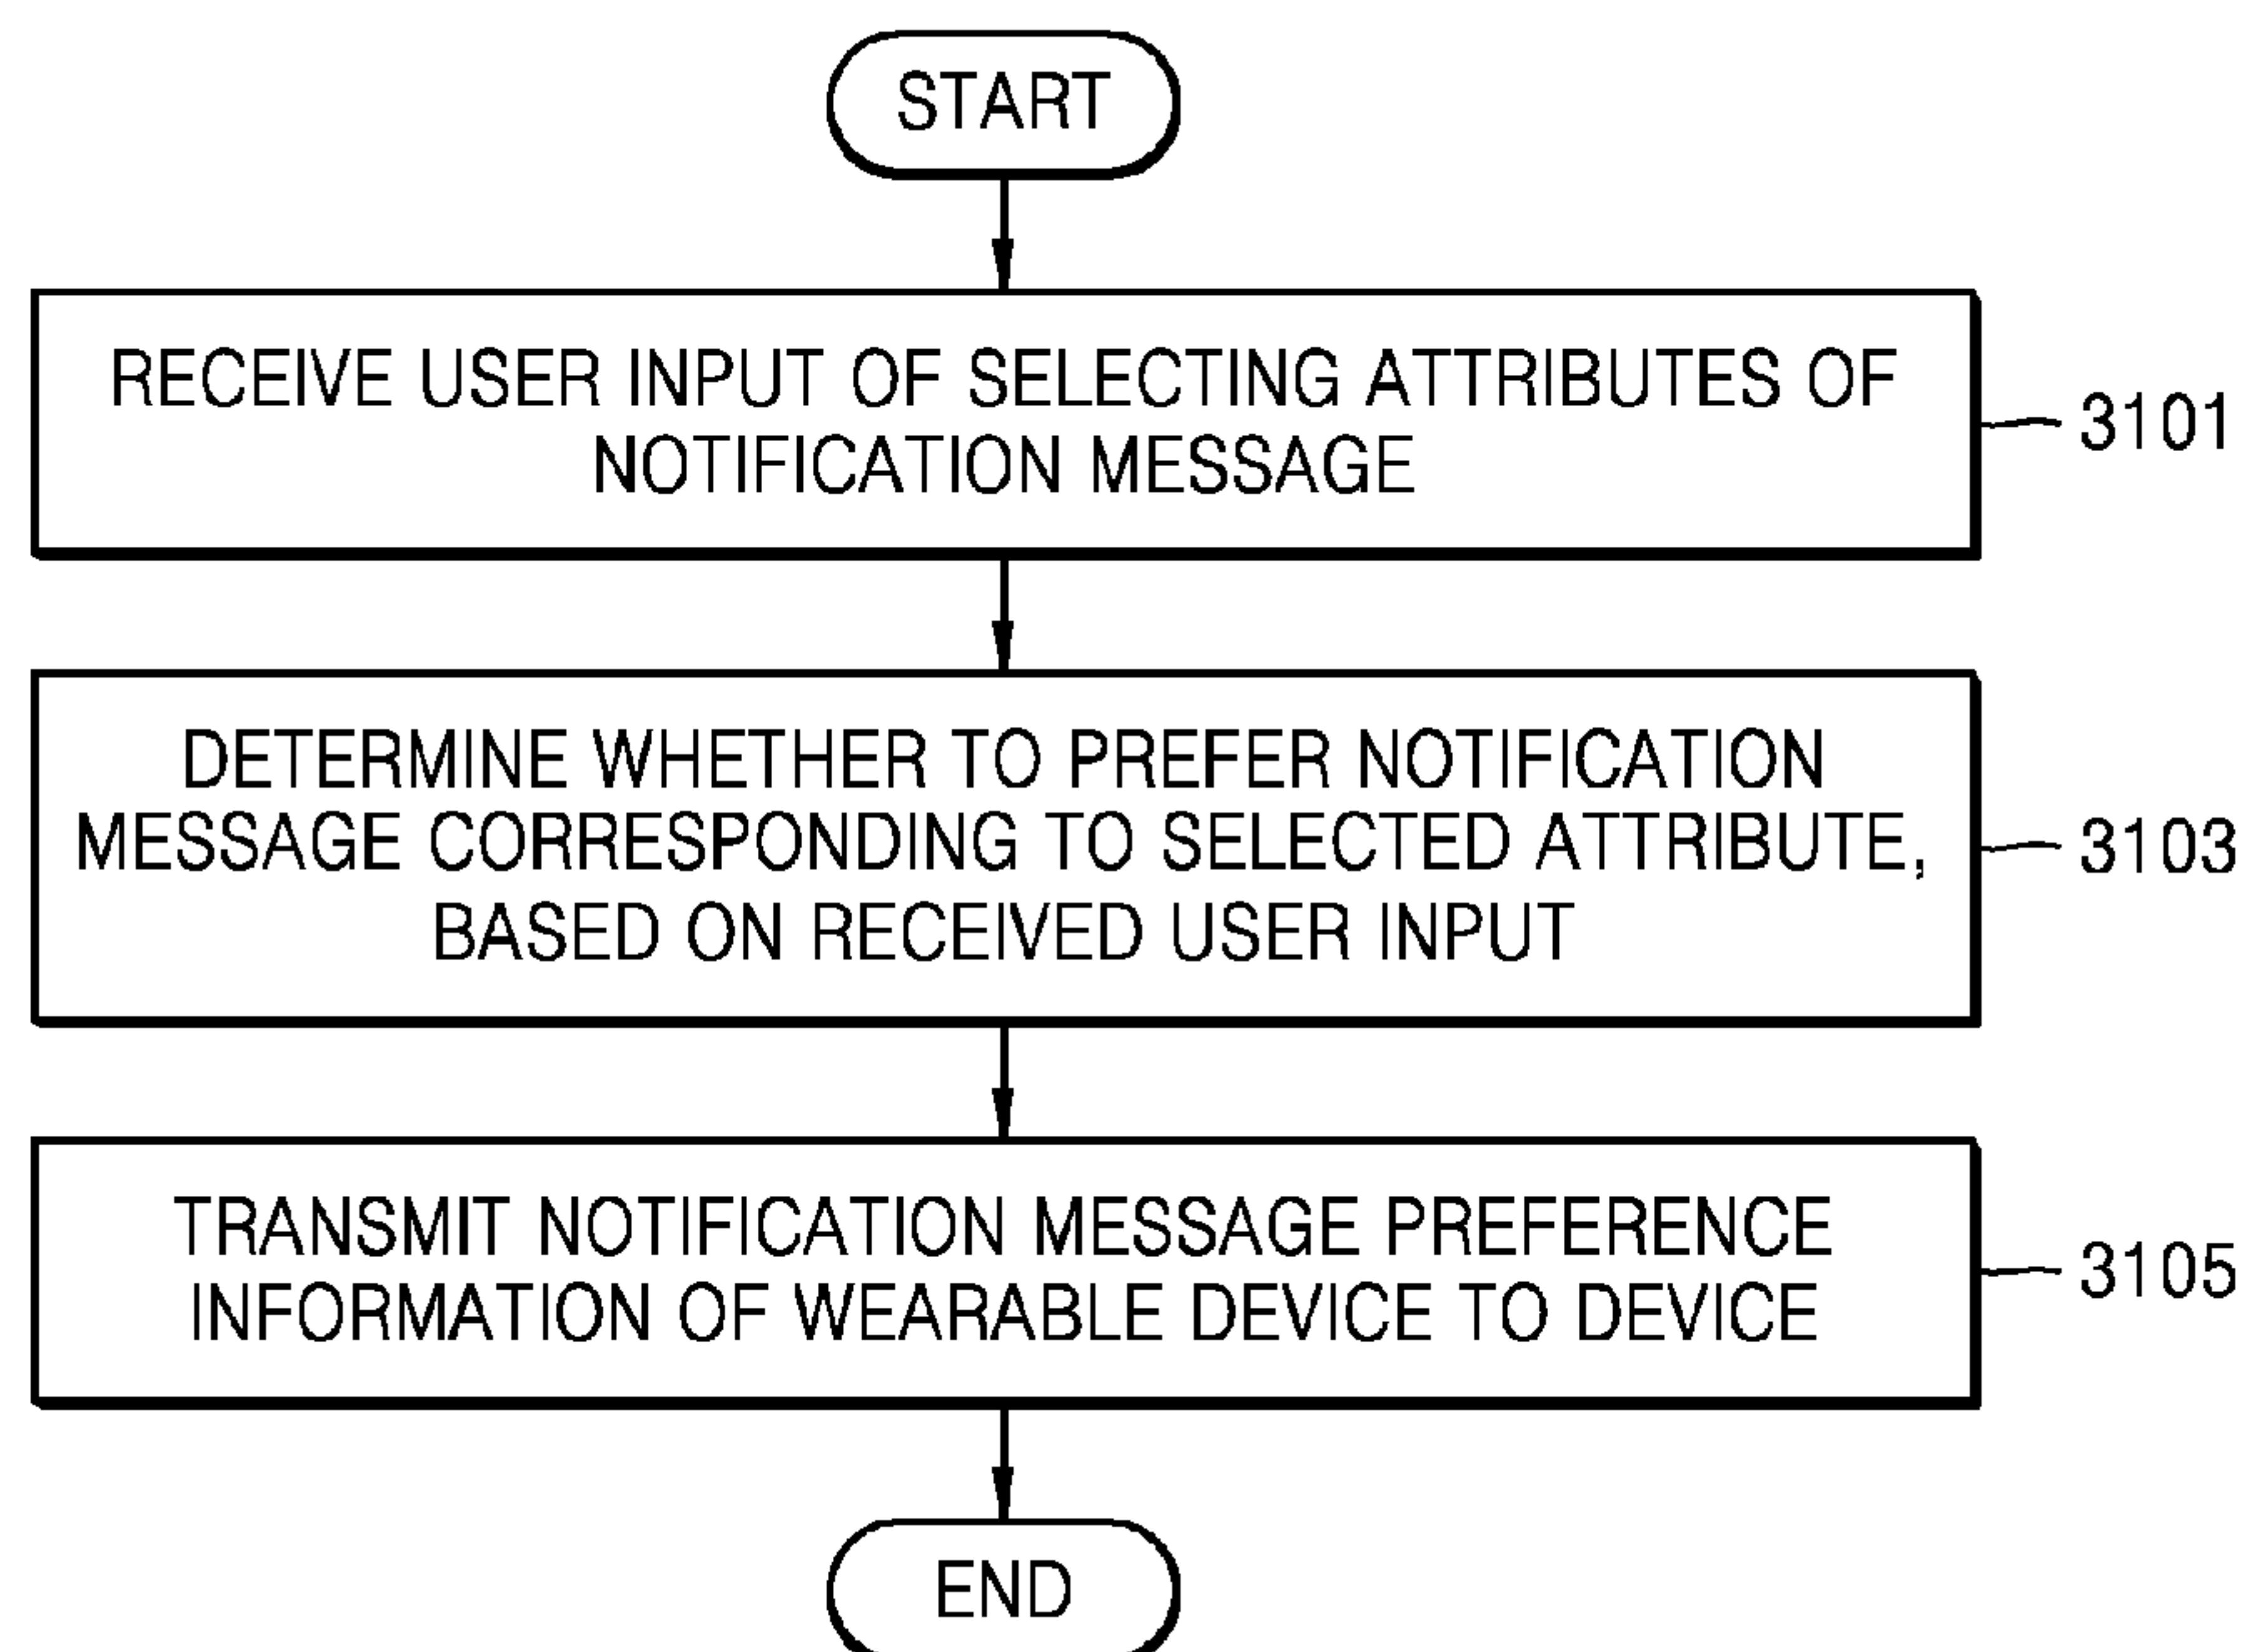 START
RECEIVE USER INPUT OF SELECTING ATTRIBUTES OF
NOTIFICATION MESSAGE
3101
DETERMINE WHETHER TO PREFER NOTIFICATION
MESSAGE CORRESPONDING TO SELECTED ATTRIBUTE,
BASED ON RECEIVED USER INPUT
3103
TRANSMIT NOTIFICATION MESSAGE PREFERENCE
INFORMATION OF WEARABLE DEVICE TO DEVICE
3105
END